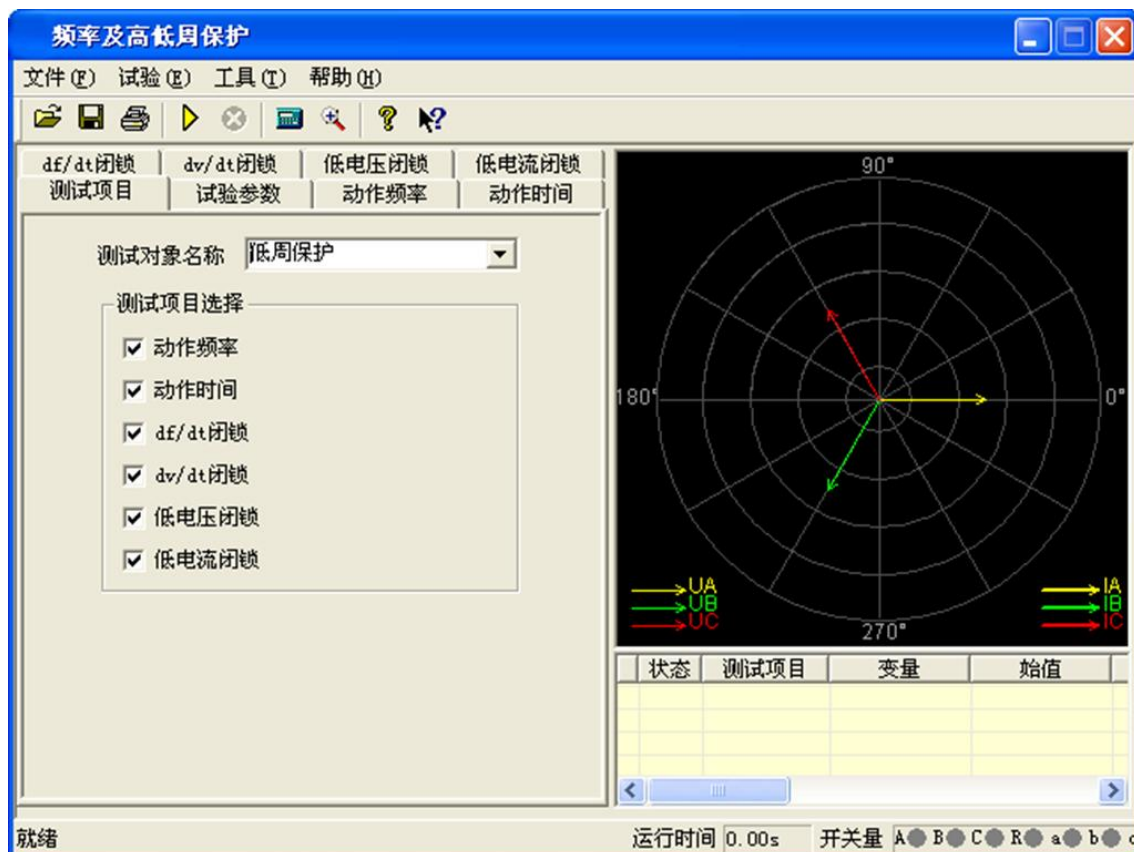 频率及高低周保护
文件(F) 试验(E) 工具(T) 帮助(H)
df/dt闭锁 dv/dt闭锁 低电压闭锁 低电流闭锁
测试项目 试验参数 动作频率 动作时间
测试对象名称 低周保护
测试项目选择
动作频率
动作时间
df/dt闭锁
dv/dt闭锁
低电压闭锁
低电流闭锁
90°
180° 0°
270°
UA
UB
UC
IA
IB
IC
状态 测试项目 变量 始值
就绪 运行时间 0.00s 开关量 A B C R a b